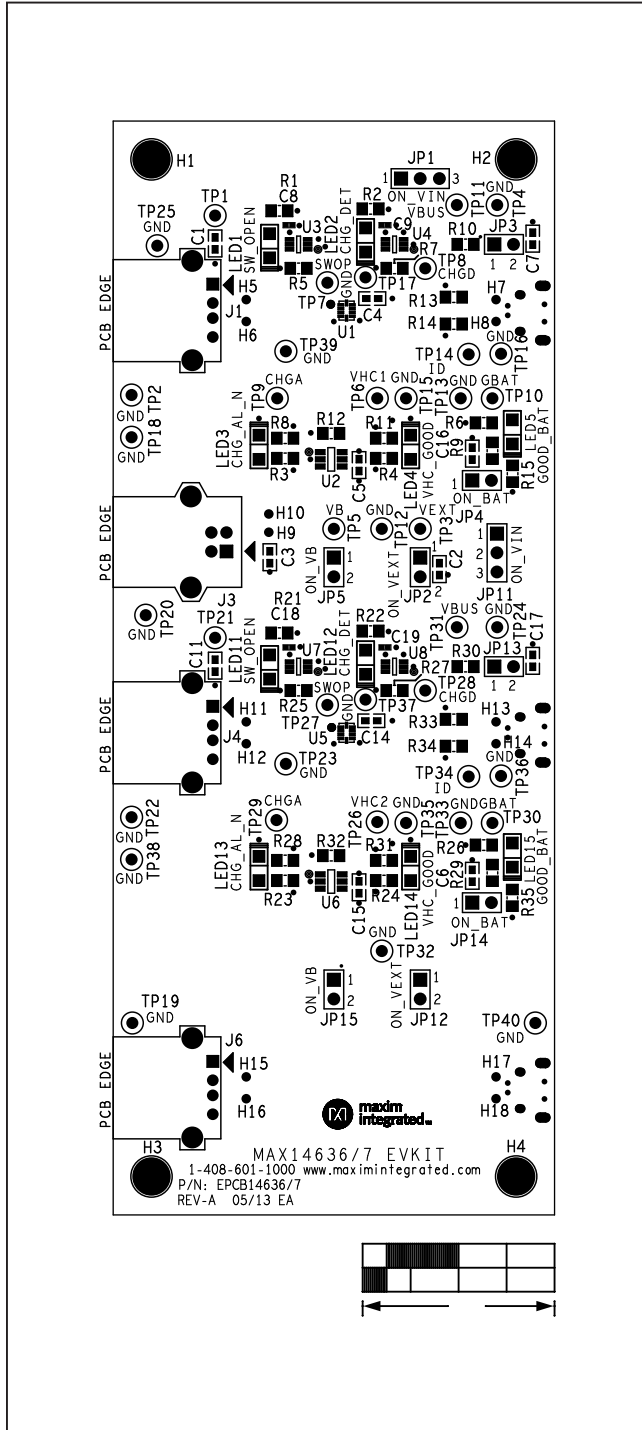 H1
H2
JP1
1
3
ON_VIN
R1
C8
R2
VBUS
TP11
GND
TP4
TP25
GND
TP1
C1
LED1
SW_OPEN
U3
LED2
CHG_DET
C9
U4
R7
R10
JP3
1 2
C7
R5
SWOP
GND
TP17
TP8
CHGD
TP7
U1
C4
R13
R14
H7
H8
PCB EDGE
H5
J1
H6
TP39
GND
TP14
ID
GND
TP16
TP2
GND
TP18
GND
TP9
CHGA
TP6
VHC1
GND
TP15
TP13
GND
GBAT
TP10
LED3
CHG_AL_N
R8
R3
R12
U2
C5
R11
R4
LED4
VHC_GOOD
C16
R6
R9
LED5
GOOD_BAT
R15
1
ON_BAT
JP4
PCB EDGE
H10
H9
C3
J3
VB
TP5
GND
TP12
VEXT
TP3
ON_VB
1
2
JP5
ON_VEXT
1
2
JP2
C2
1
2
3
ON_VIN
JP11
TP20
GND
TP21
C11
R21
C18
R22
TP31
VBUS
GND
TP24
C17
LED11
SW_OPEN
U7
LED12
CHG_DET
C19
U8
R27
R30
JP13
1 2
R25
SWOP
GND
TP37
TP28
CHGD
TP27
U5
C14
R33
R34
H13
H14
PCB EDGE
H11
J4
H12
TP23
GND
TP34
ID
GND
TP36
TP22
GND
TP38
GND
TP29
CHGA
TP26
VHC2
GND
TP35
TP33
GND
GBAT
TP30
LED13
CHG_AL_N
R28
R23
R32
U6
C15
R31
R24
LED14
VHC_GOOD
C6
R26
R29
LED15
GOOD_BAT
R35
1
ON_BAT
JP14
GND
TP32
ON_VB
1
2
JP15
ON_VEXT
1
2
JP12
TP19
GND
TP40
GND
PCB EDGE
J6
H15
H16
H17
H18
maxim
integrated™
H3
MAX14636/7 EVKIT
H4
1-408-601-1000 www.maximintegrated.com
P/N: EPCB14636/7
REV-A 05/13 EA